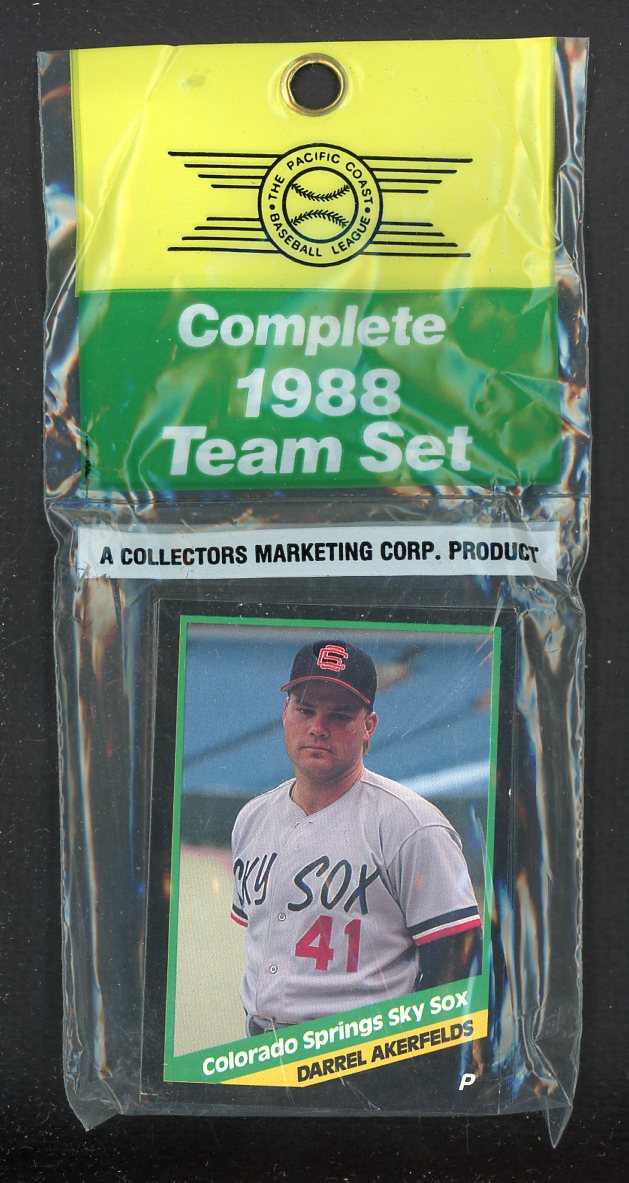 THE PACIFIC COAST
BASEBALL LEAGUE
Complete
1988
Team Set
A COLLECTORS MARKETING CORP. PRODUCT
SC
SKY SOX
41
Colorado Springs Sky Sox
DARREL AKERFELDS
P